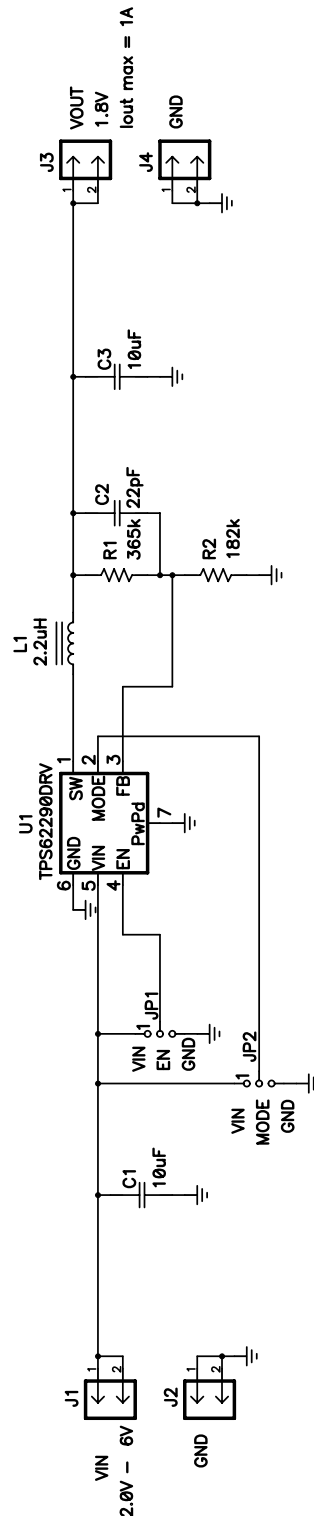 J1
1
2
VIN
2.0V - 6V
J2
1
2
GND
C1
10uF
VIN
1
JP1
EN
GND
VIN
1
JP2
MODE
GND
U1
TPS62290DRV
6
GND
SW
1
5
VIN
MODE
2
4
EN
FB
3
PwPd
7
L1
2.2uH
R1
365k
C2
22pF
R2
182k
C3
10uF
J3
1
2
VOUT
1.8V
Iout max = 1A
J4
1
2
GND